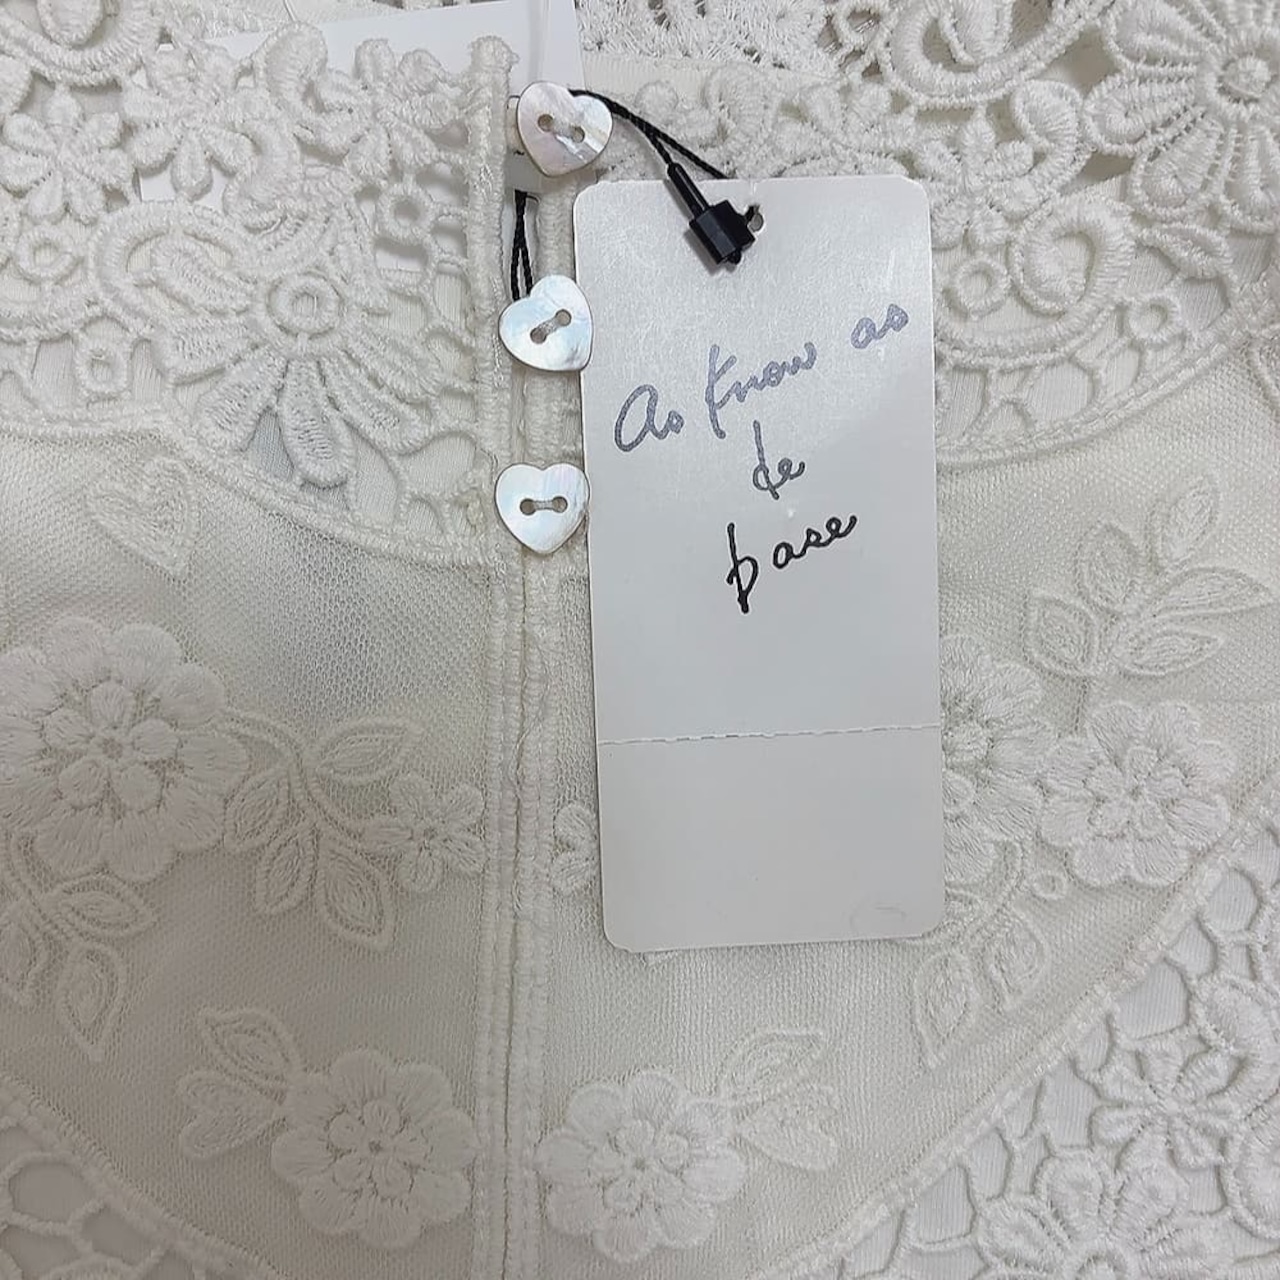 as know as
de
base